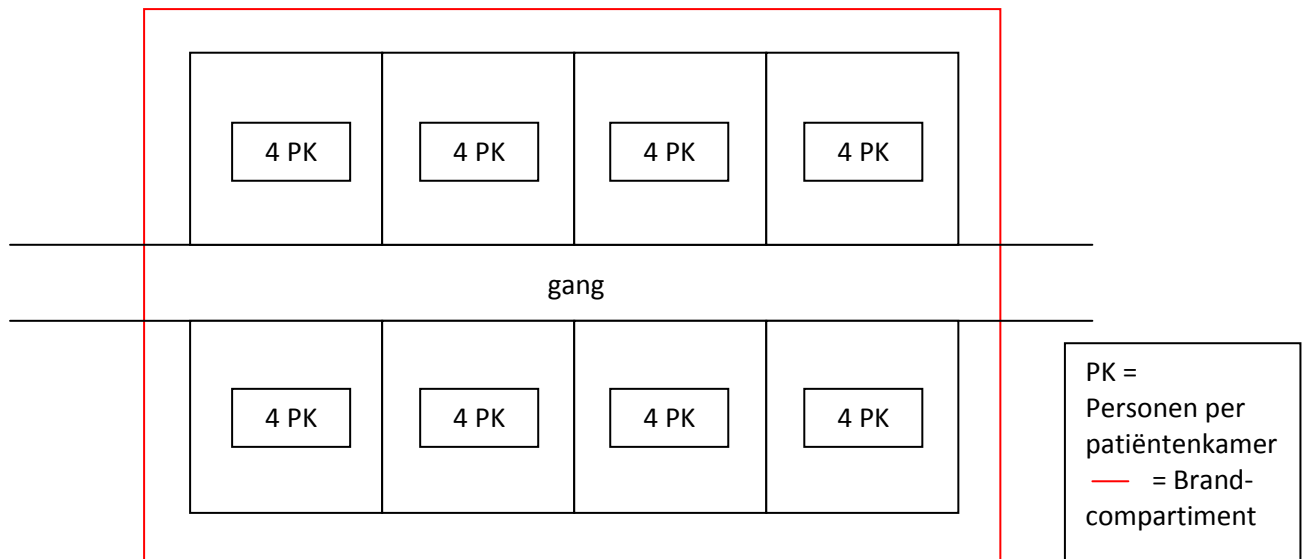 4 PK
4 PK
4 PK
4 PK
gang
4 PK
4 PK
4 PK
4 PK
PK =
Personen per
patiëntenkamer
= Brand-
compartiment